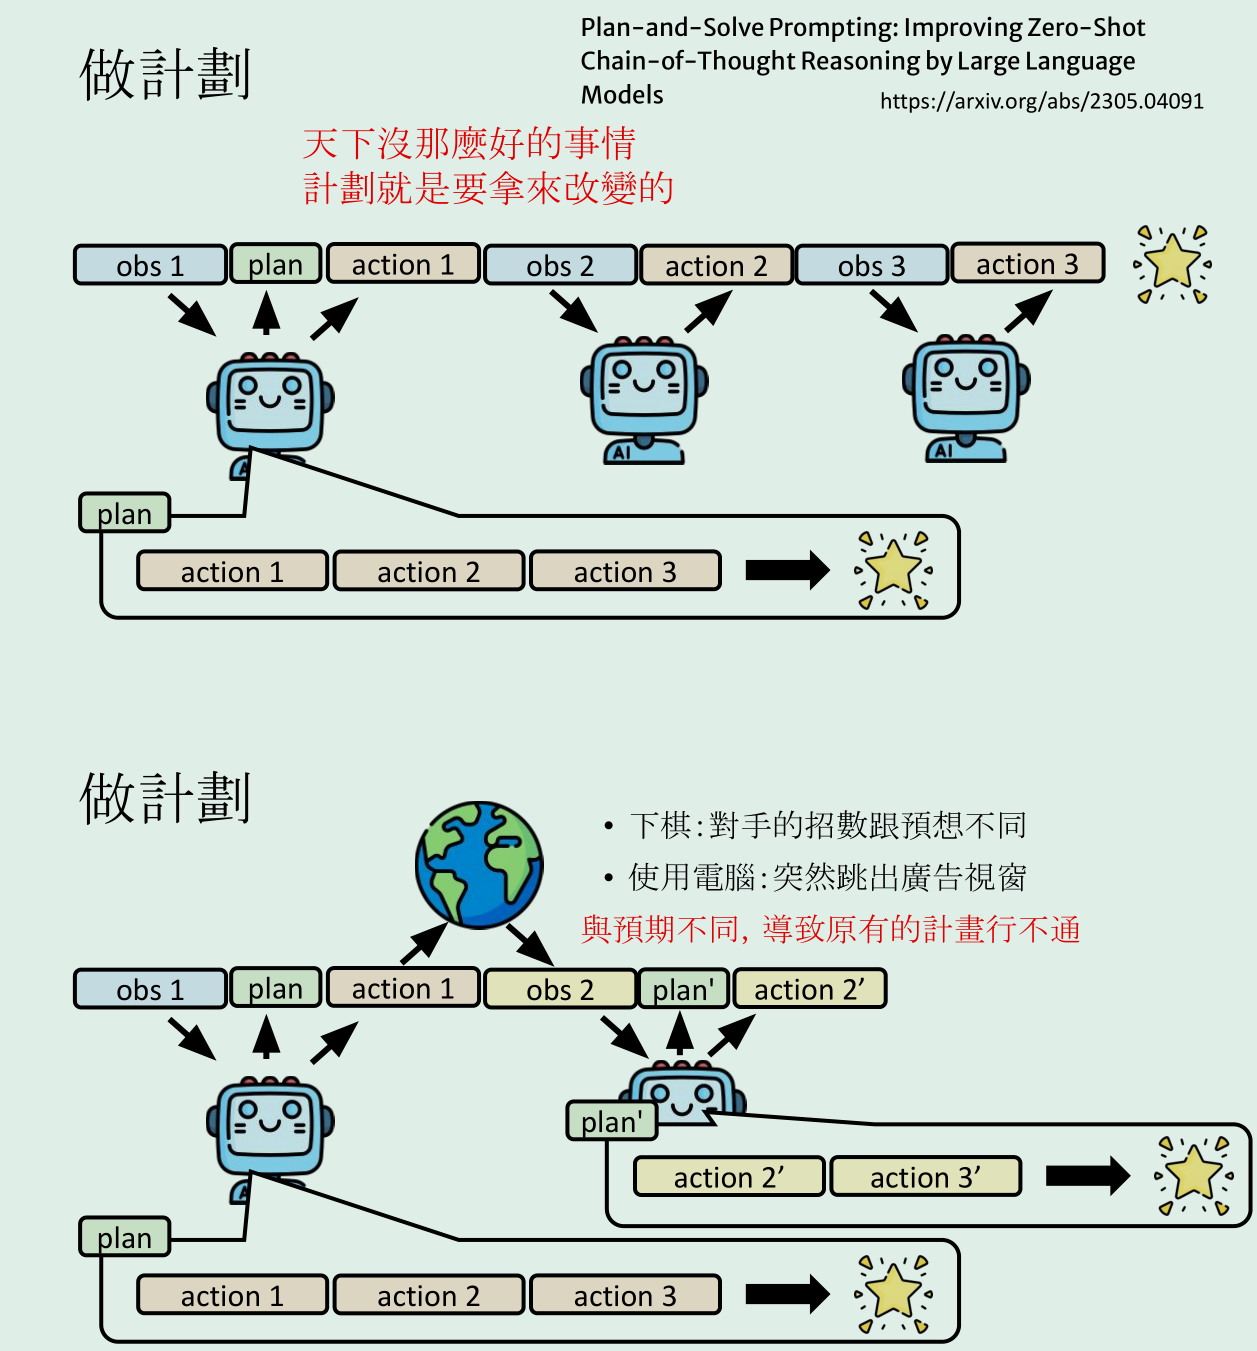 做計劃
Plan-and-Solve Prompting: Improving Zero-Shot
Chain-of-Thought Reasoning by Large Language
Models
https://arxiv.org/abs/2305.04091
天下沒那麼好的事情
計劃就是要拿來改變的
obs 1 plan action 1 obs 2 action 2 obs 3 action 3
AI AI
plan
action 1 action 2 action 3
做計劃
• 下棋:對手的招數跟預想不同
• 使用電腦:突然跳出廣告視窗
與預期不同, 導致原有的計畫行不通
obs 1 plan action 1 obs 2 plan' action 2’
plan'
action 2’ action 3’
plan
action 1 action 2 action 3